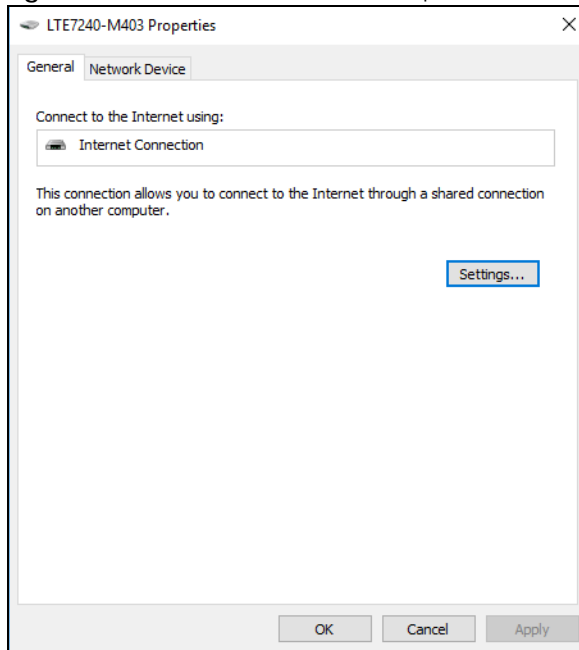 LTE7240-M403 Properties
General Network Device
Connect to the Internet using:
Internet Connection
This connection allows you to connect to the Internet through a shared connection
on another computer.
Settings...
OK Cancel Apply